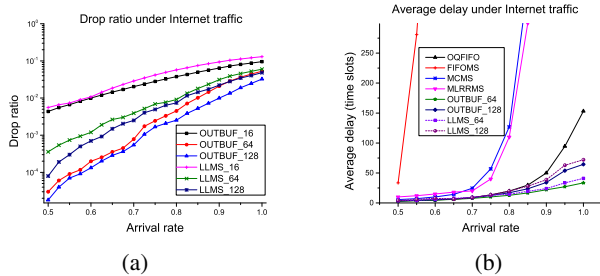 Drop ratio under Internet traffic
10⁰
10⁻¹
10⁻²
10⁻³
10⁻⁴
Drop ratio
OUTBUF_16
OUTBUF_64
OUTBUF_128
LLMS_16
LLMS_64
LLMS_128
0.5 0.6 0.7 0.8 0.9 1.0
Arrival rate
(a)
Average delay under Internet traffic
250
200
150
100
50
0
Average delay (time slots)
OQFIFO
FIFOMS
MCMS
MLRRMS
OUTBUF_64
OUTBUF_128
LLMS_64
LLMS_128
0.5 0.6 0.7 0.8 0.9 1.0
Arrival rate
(b)